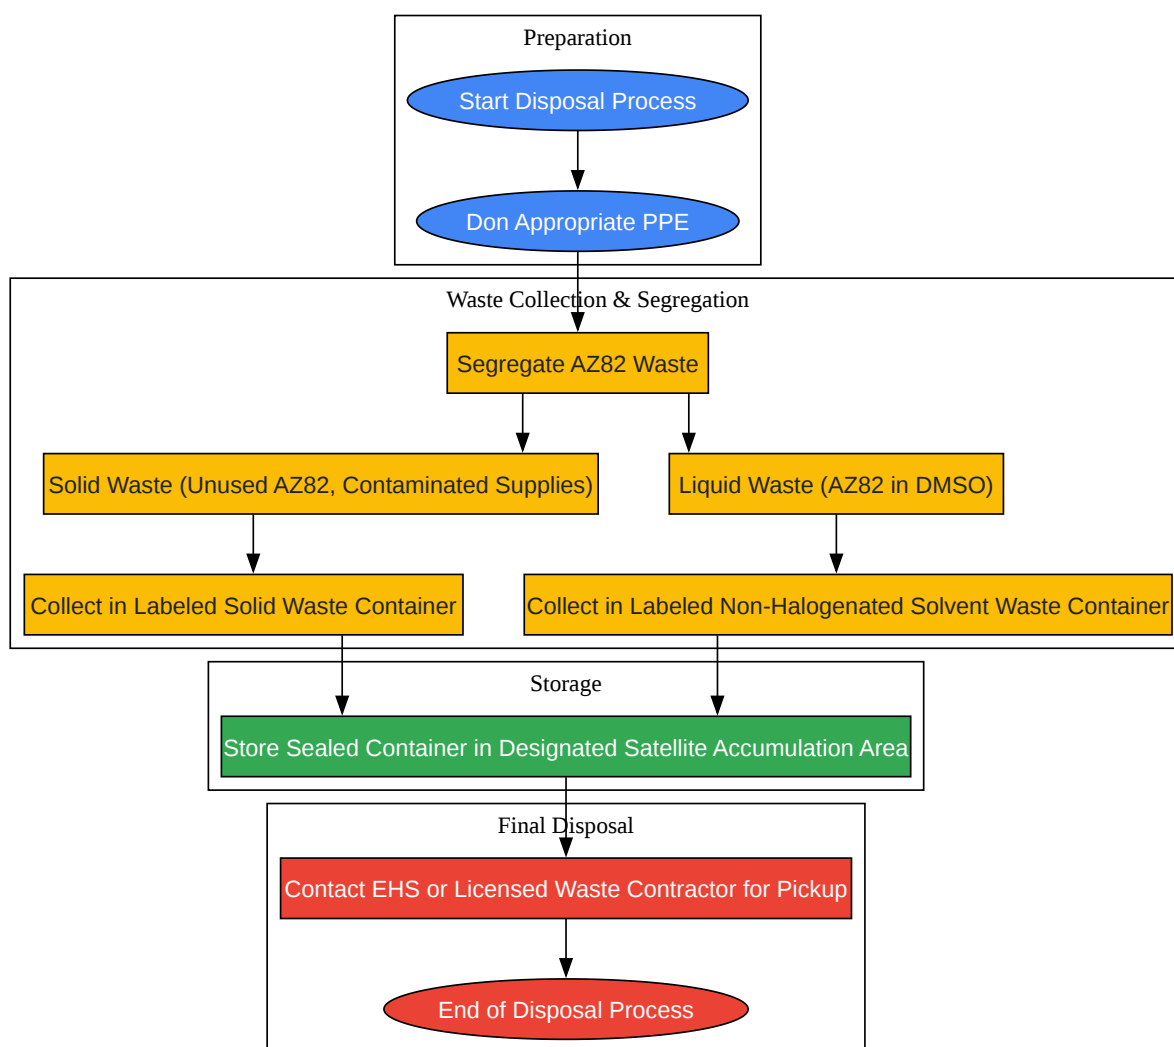 Preparation
Start Disposal Process
Don Appropriate PPE
Waste Collection & Segregation
Segregate AZ82 Waste
Solid Waste (Unused AZ82, Contaminated Supplies)
Liquid Waste (AZ82 in DMSO)
Collect in Labeled Solid Waste Container
Collect in Labeled Non-Halogenated Solvent Waste Container
Storage
Store Sealed Container in Designated Satellite Accumulation Area
Final Disposal
Contact EHS or Licensed Waste Contractor for Pickup
End of Disposal Process